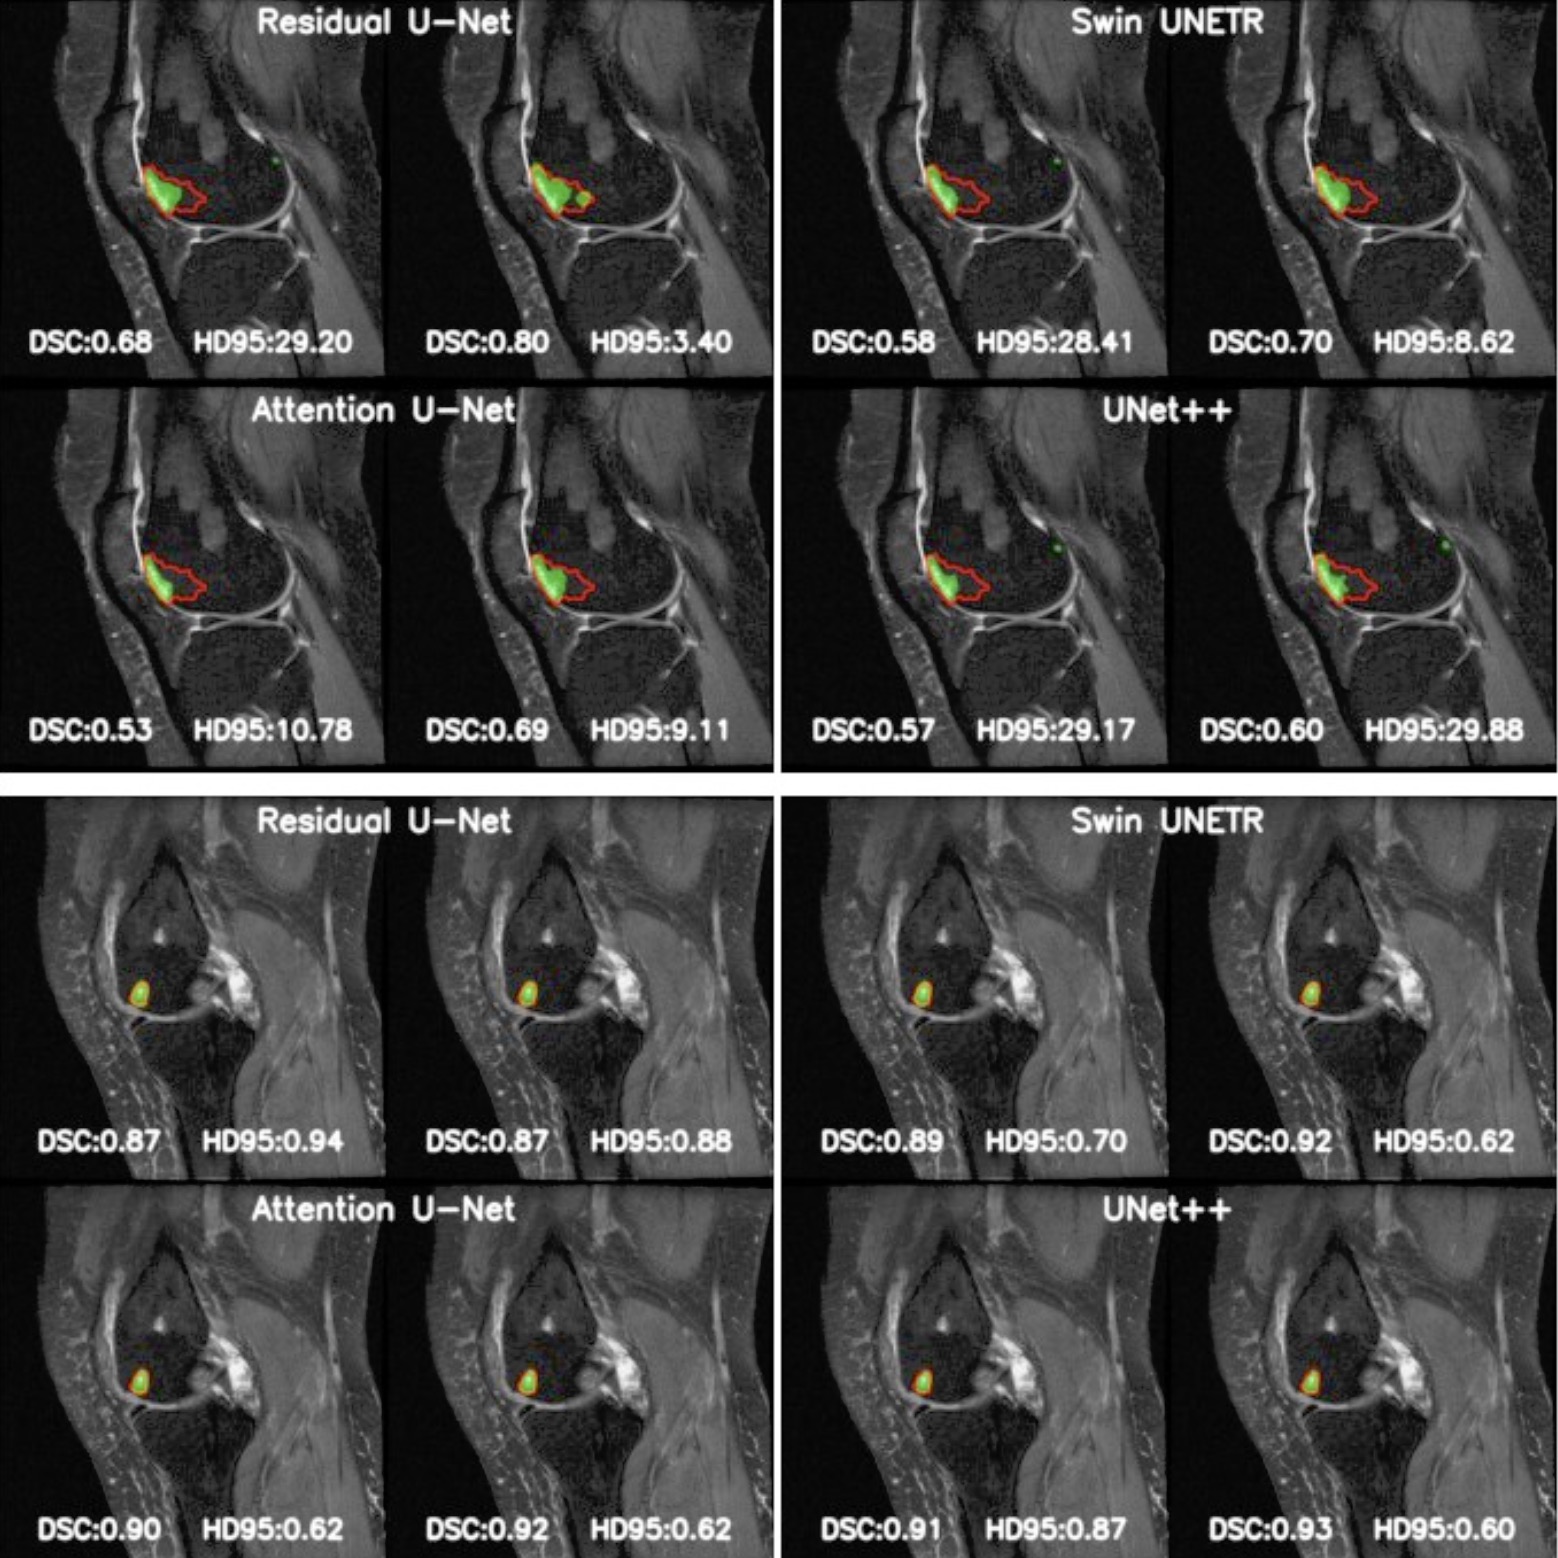 Residual U-Net
DSC:0.68 HD95:29.20 DSC:0.80 HD95:3.40
Swin UNETR
DSC:0.58 HD95:28.41 DSC:0.70 HD95:8.62
Attention U-Net
DSC:0.53 HD95:10.78 DSC:0.69 HD95:9.11
UNet++
DSC:0.57 HD95:29.17 DSC:0.60 HD95:29.88
Residual U-Net
DSC:0.87 HD95:0.94 DSC:0.87 HD95:0.88
Swin UNETR
DSC:0.89 HD95:0.70 DSC:0.92 HD95:0.62
Attention U-Net
DSC:0.90 HD95:0.62 DSC:0.92 HD95:0.62
UNet++
DSC:0.91 HD95:0.87 DSC:0.93 HD95:0.60